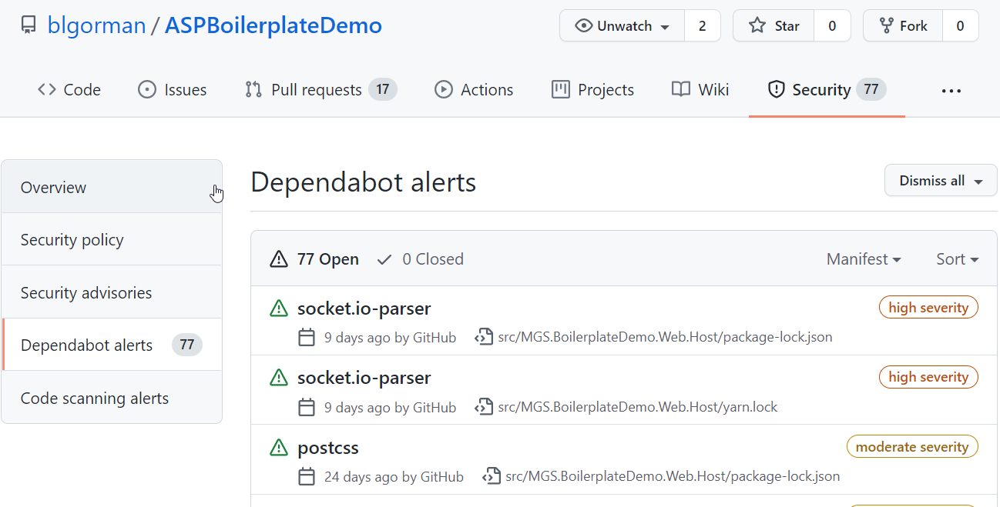 blgorman / ASPBoilerplateDemo Unwatch 2 Star 0 Fork 0
Code Issues Pull requests 17 Actions Projects Wiki Security 77 ...
Overview
Security policy
Security advisories
Dependabot alerts 77
Code scanning alerts
Dependabot alerts Dismiss all
77 Open 0 Closed Manifest Sort
socket.io-parser high severity
9 days ago by GitHub src/MGS.BoilerplateDemo.Web.Host/package-lock.json
socket.io-parser high severity
9 days ago by GitHub src/MGS.BoilerplateDemo.Web.Host/yarn.lock
postcss moderate severity
24 days ago by GitHub src/MGS.BoilerplateDemo.Web.Host/package-lock.json